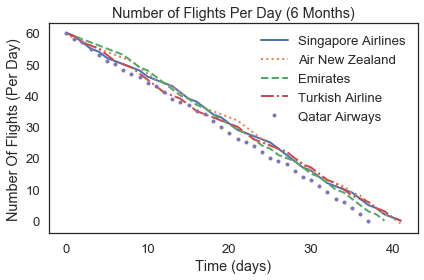 Number of Flights Per Day (6 Months)
Number Of Flights (Per Day)
60
50
40
30
20
10
0
Singapore Airlines
Air New Zealand
Emirates
Turkish Airline
Qatar Airways
0
10
20
30
40
Time (days)